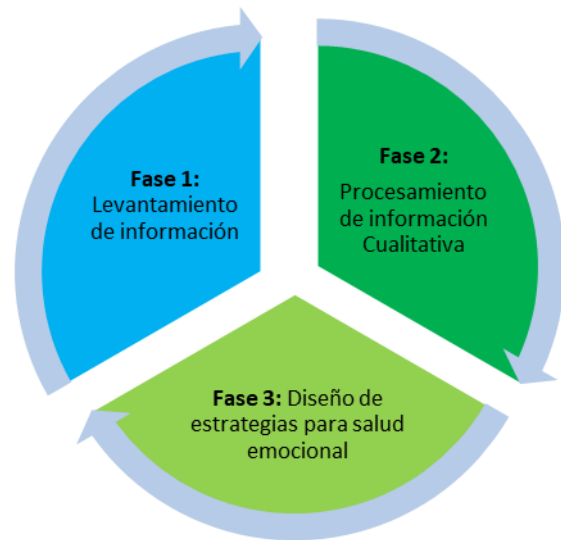 Fase 1:
Levantamiento
de información
Fase 2:
Procesamiento
de información
Cualitativa
Fase 3: Diseño de
estrategias para salud
emocional